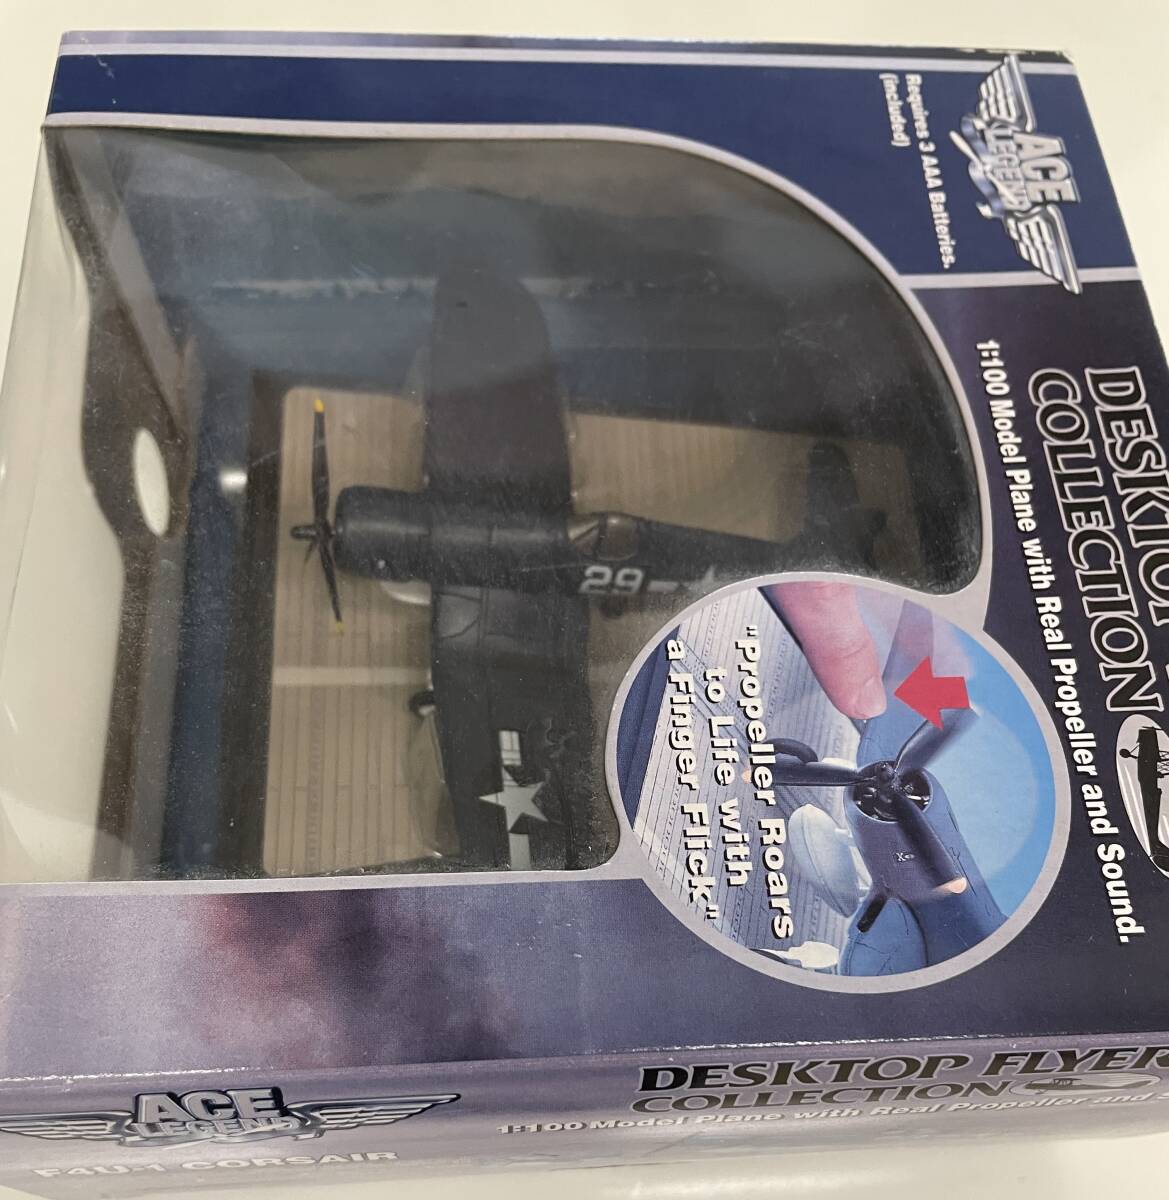 ACE
LEGEND
Requires 3 AAA Batteries.
(included)
DESKTOP
COLLECTION
1:100 Model Plane with Real Propeller and Sound.
29
"Propeller Roars
to Life with
a Finger Flick"
DESKTOP FLYER
COLLECTION
1:100 Model Plane with Real Propeller and
ACE
LEGEND
F4U-1 CORSAIR